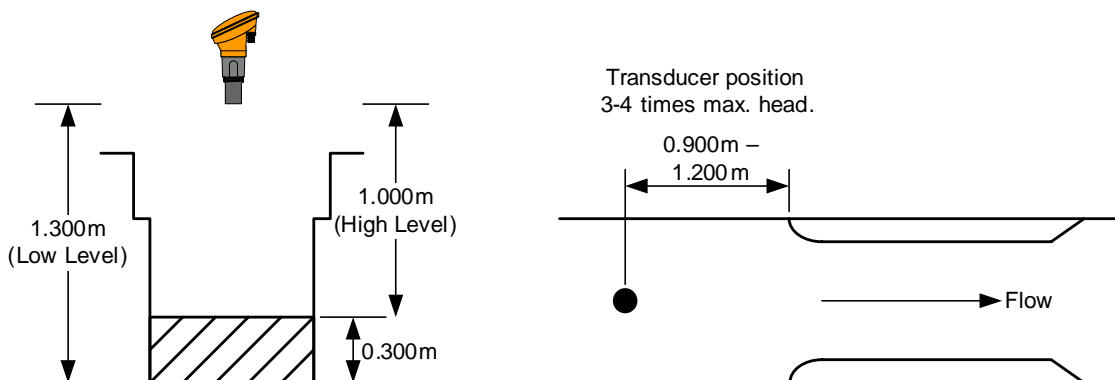 1.300m
(Low Level)
1.000m
(High Level)
0.300m
Transducer position
3-4 times max. head.
0.900m –
1.200m
Flow